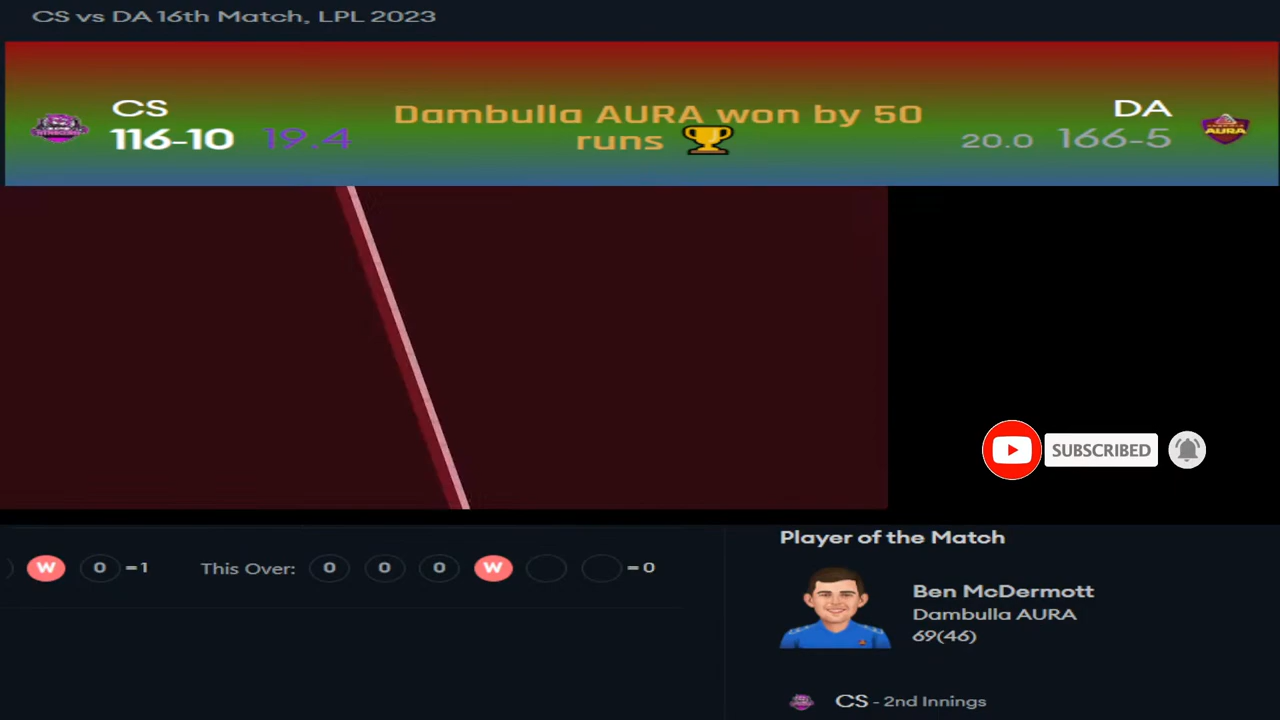 CS vs DA 16th Match, LPL 2023
CS
116-10 19.4
Dambulla AURA won by 50
runs 🏆
DA
20.0 166-5
AURA
SUBSCRIBED
W 0 = 1 This Over: 0 0 0 W = 0
Player of the Match
Ben McDermott
Dambulla AURA
69(46)
CS - 2nd Innings